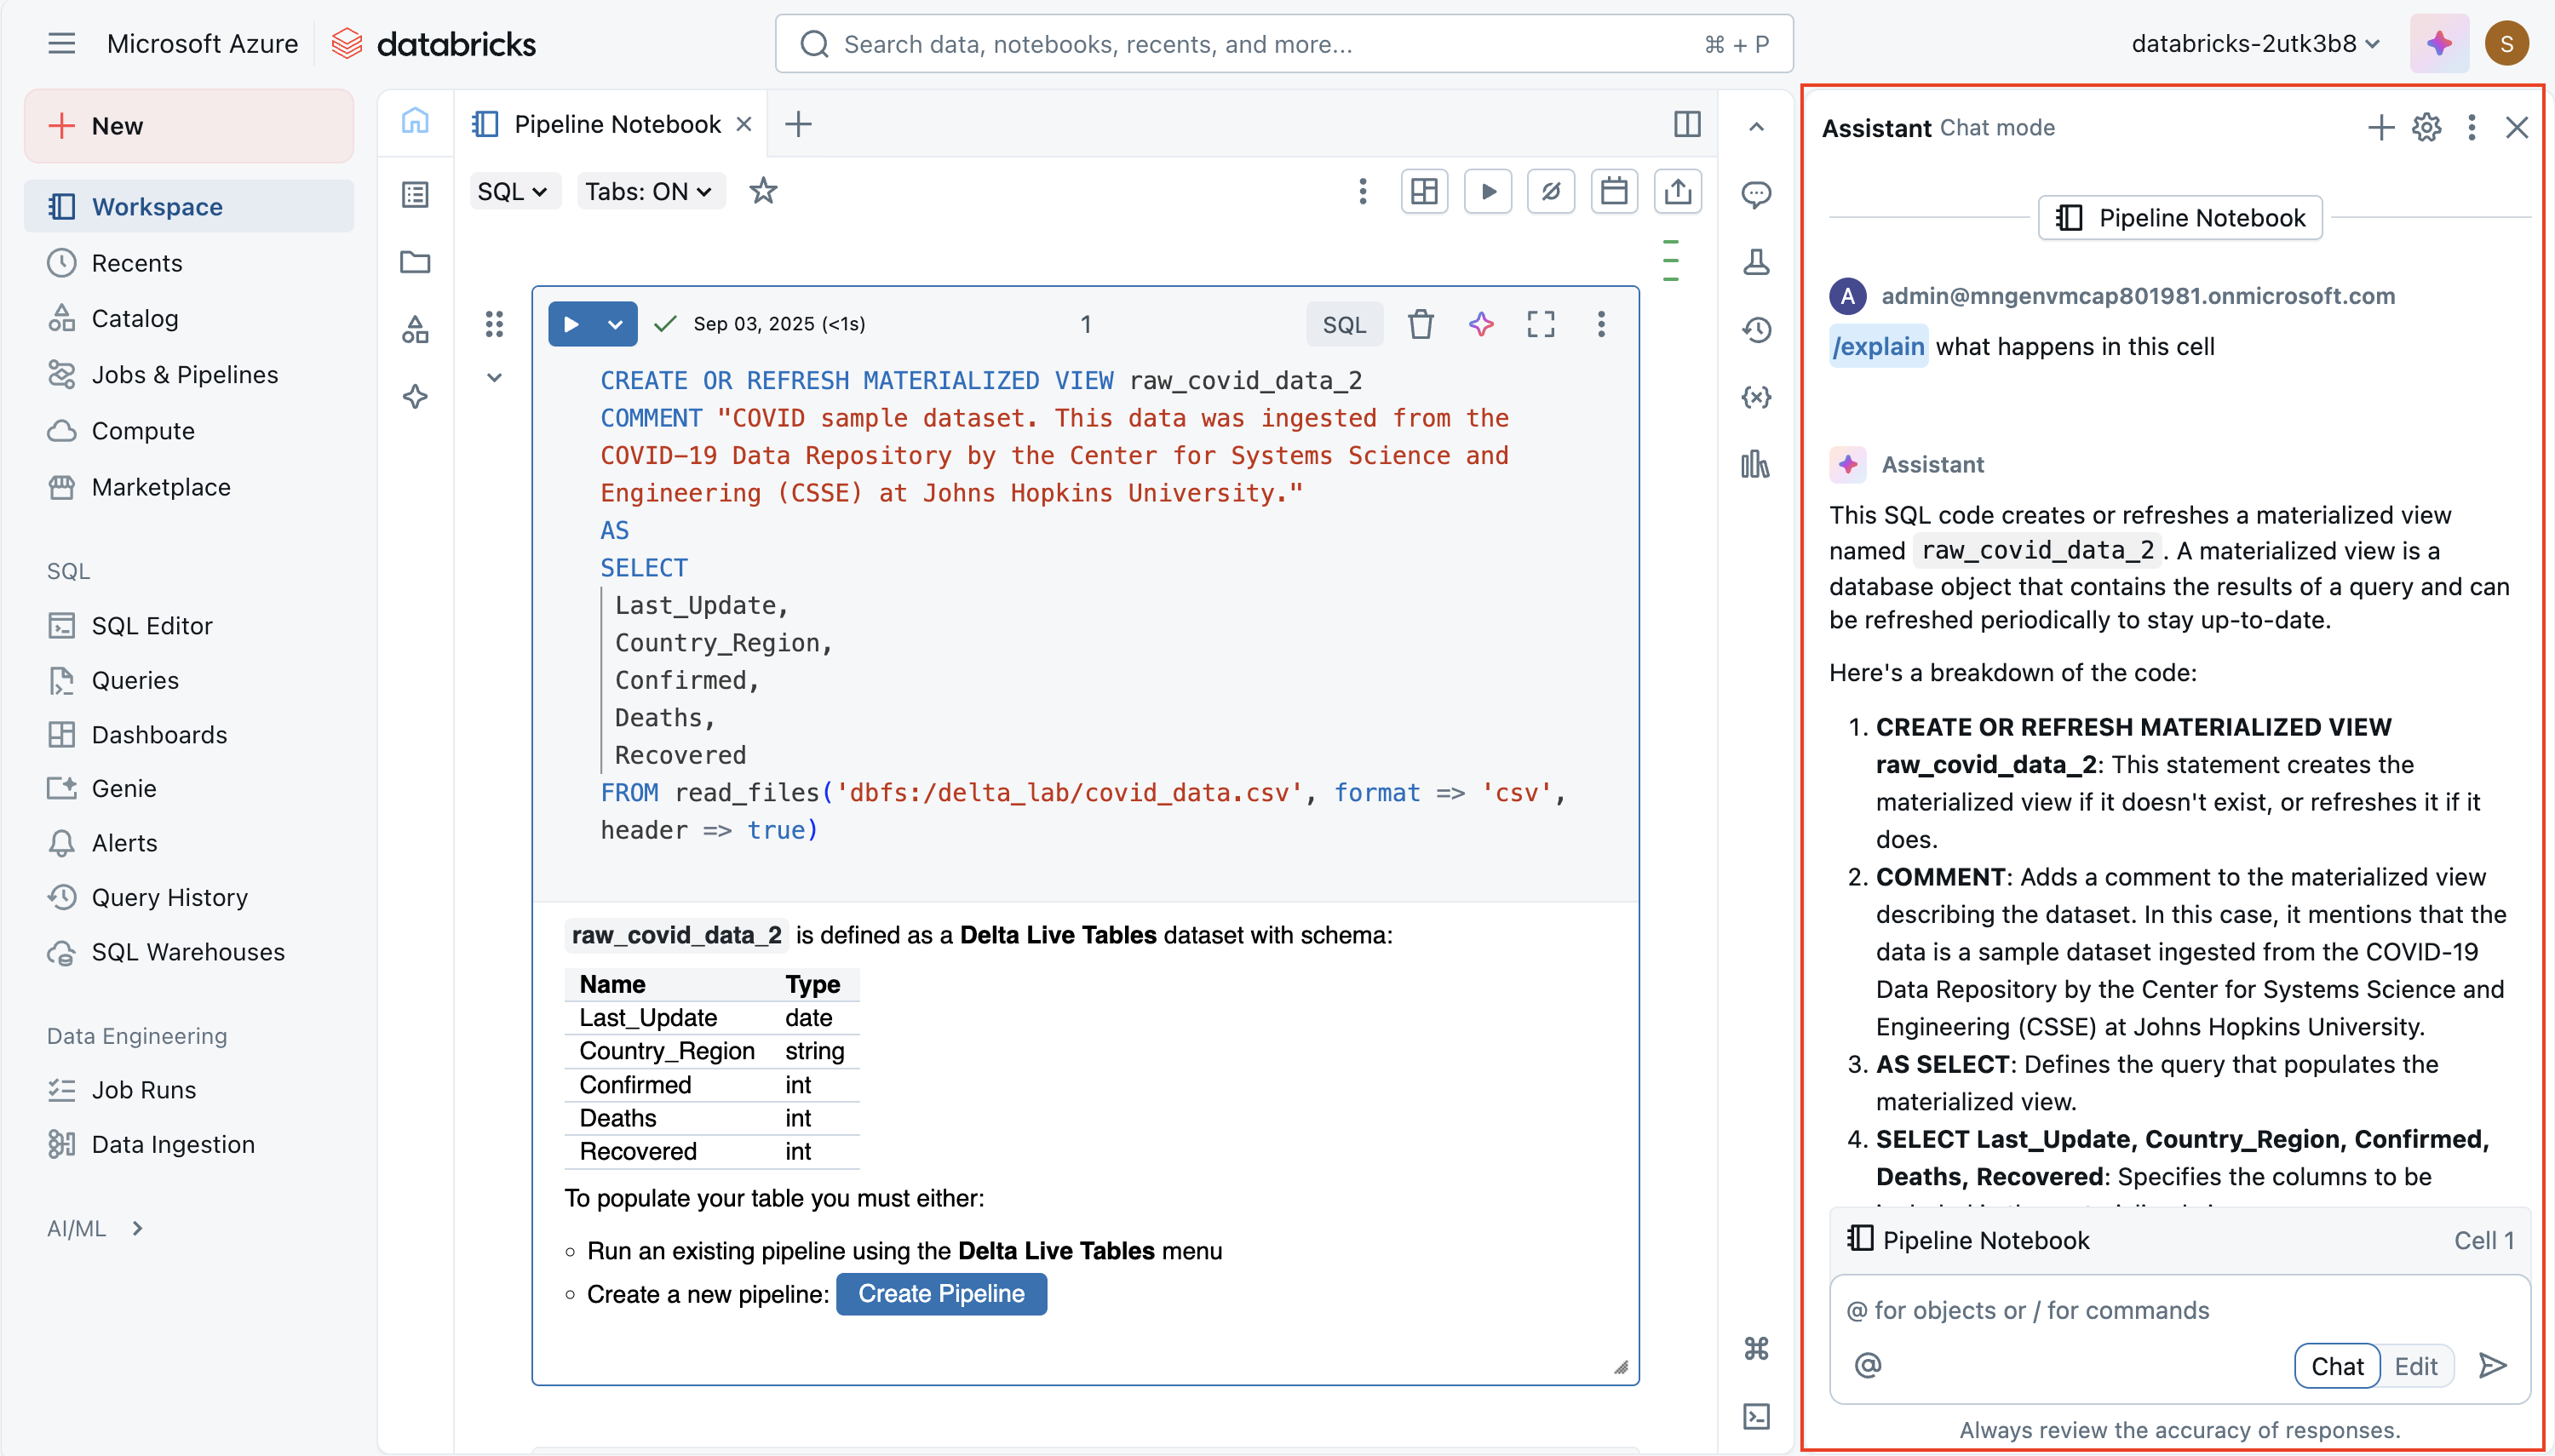 Microsoft Azure
databricks
Search data, notebooks, recents, and more...
⌘ + P
databricks-2utk3b8
S
New
Workspace
Recents
Catalog
Jobs & Pipelines
Compute
Marketplace
SQL
SQL Editor
Queries
Dashboards
Genie
Alerts
Query History
SQL Warehouses
Data Engineering
Job Runs
Data Ingestion
AI/ML
Pipeline Notebook
SQL
Tabs: ON
Sep 03, 2025 (<1s)
1
SQL
CREATE OR REFRESH MATERIALIZED VIEW raw_covid_data_2
COMMENT "COVID sample dataset. This data was ingested from the
COVID-19 Data Repository by the Center for Systems Science and
Engineering (CSSE) at Johns Hopkins University."
AS
SELECT
Last_Update,
Country_Region,
Confirmed,
Deaths,
Recovered
FROM read_files('dbfs:/delta_lab/covid_data.csv', format => 'csv',
header => true)
raw_covid_data_2 is defined as a Delta Live Tables dataset with schema:
Name Type
Last_Update date
Country_Region string
Confirmed int
Deaths int
Recovered int
To populate your table you must either:
Run an existing pipeline using the Delta Live Tables menu
Create a new pipeline: Create Pipeline
Assistant Chat mode
Pipeline Notebook
A
admin@mngenvmcap801981.onmicrosoft.com
/explain what happens in this cell
Assistant
This SQL code creates or refreshes a materialized view
named raw_covid_data_2. A materialized view is a
database object that contains the results of a query and can
be refreshed periodically to stay up-to-date.
Here's a breakdown of the code:
1. CREATE OR REFRESH MATERIALIZED VIEW
raw_covid_data_2: This statement creates the
materialized view if it doesn't exist, or refreshes it if it
does.
2. COMMENT: Adds a comment to the materialized view
describing the dataset. In this case, it mentions that the
data is a sample dataset ingested from the COVID-19
Data Repository by the Center for Systems Science and
Engineering (CSSE) at Johns Hopkins University.
3. AS SELECT: Defines the query that populates the
materialized view.
4. SELECT Last_Update, Country_Region, Confirmed,
Deaths, Recovered: Specifies the columns to be
Pipeline Notebook
Cell 1
@ for objects or / for commands
@
Chat
Edit
Always review the accuracy of responses.